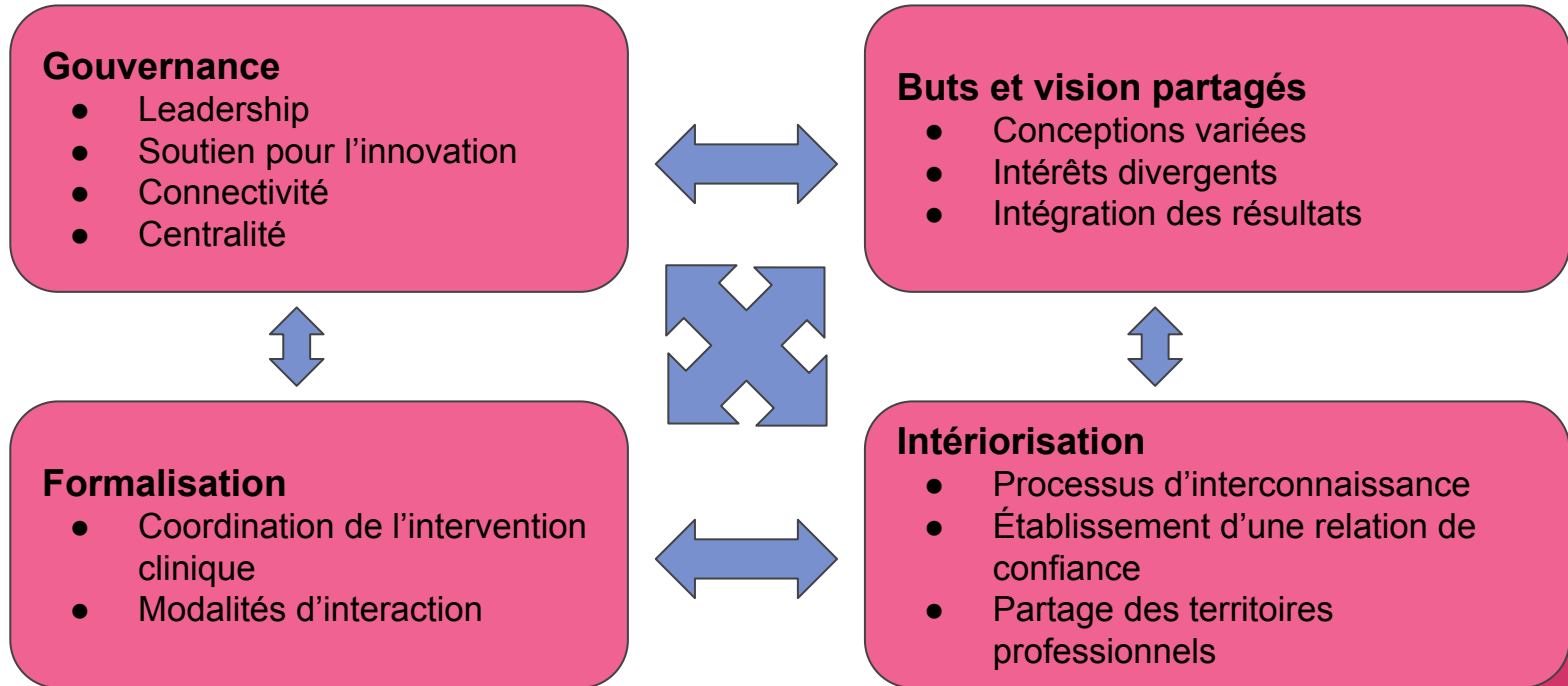 Gouvernance
● Leadership
● Soutien pour l’innovation
● Connectivité
● Centralité
Buts et vision partagés
● Conceptions variées
● Intérêts divergents
● Intégration des résultats
Formalisation
● Coordination de l’intervention
clinique
● Modalités d’interaction
Intériorisation
● Processus d’interconnaissance
● Établissement d’une relation de
confiance
● Partage des territoires
professionnels